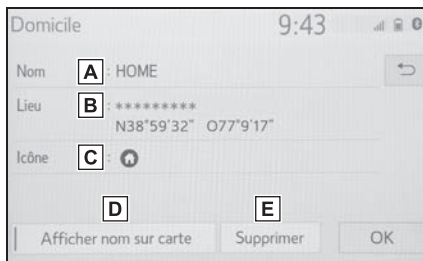 Domicile 9:43
Nom A : HOME
Lieu B : *********
N38°59'32" O77°9'17"
Icône C :
D E
Afficher nom sur carte Supprimer OK